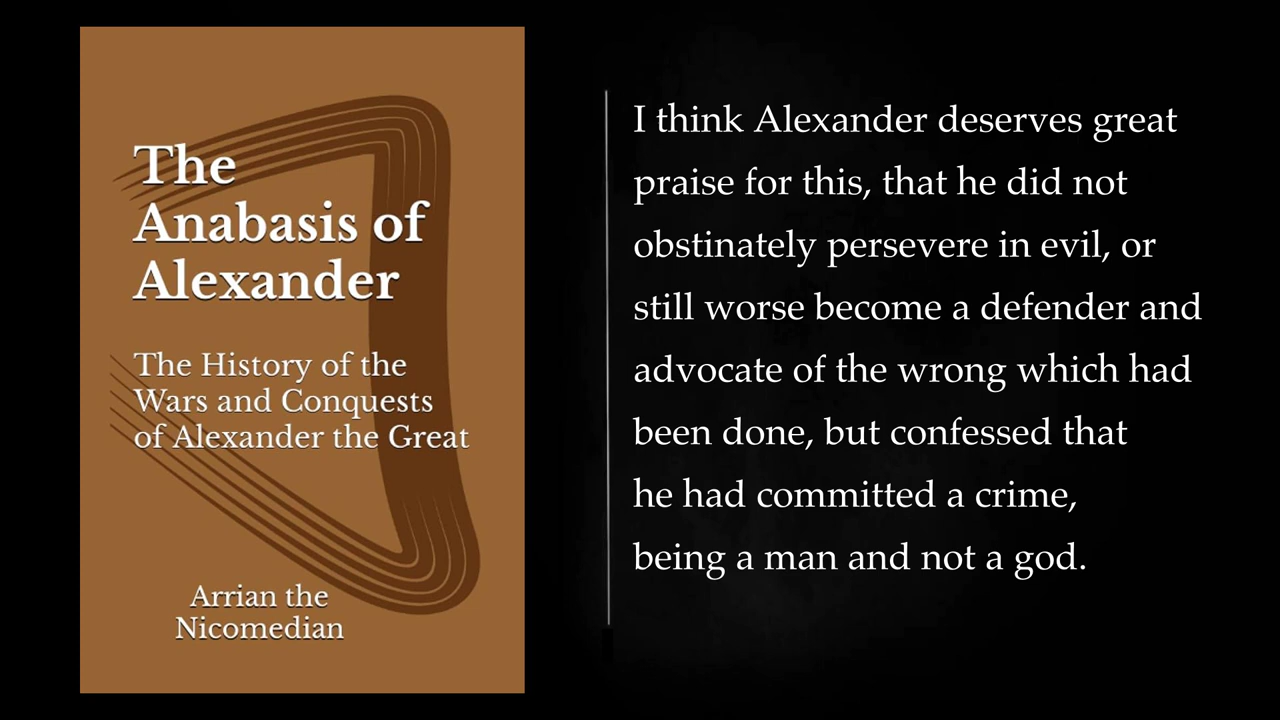 The
Anabasis of
Alexander
The History of the
Wars and Conquests
of Alexander the Great
Arrian the
Nicomedian
I think Alexander deserves great
praise for this, that he did not
obstinately persevere in evil, or
still worse become a defender and
advocate of the wrong which had
been done, but confessed that
he had committed a crime,
being a man and not a god.